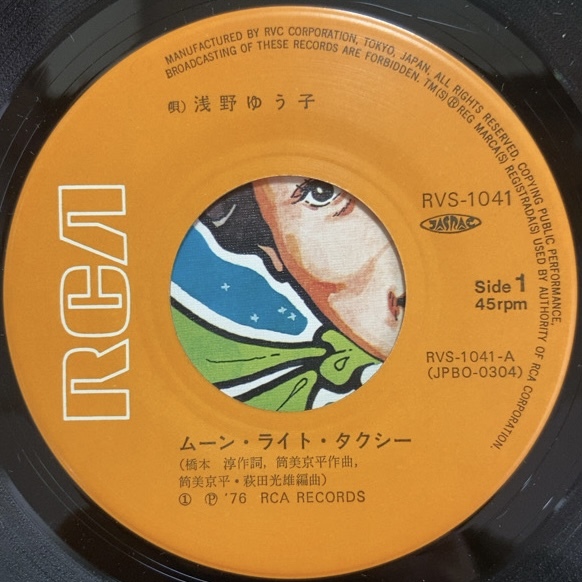 MANUFACTURED BY RVC CORPORATION, TOKYO, JAPAN, ALL RIGHTS RESERVED. COPYING PUBLIC PERFORMANCE,
BROADCASTING OF THESE RECORDS ARE FORBIDDEN. TM(S)®REG MARCA(S) REGISTRADA(S) USED BY AUTHORITY OF RCA CORPORATION.
唄)浅野ゆう子
RCA
RVS-1041
JASRAC
Side 1
45rpm
RVS-1041-A
(JPBO-0304)
ムーン・ライト・タクシー
(橋本 淳作詞, 筒美京平作曲,
筒美京平・萩田光雄編曲)
① ℗ '76 RCA RECORDS